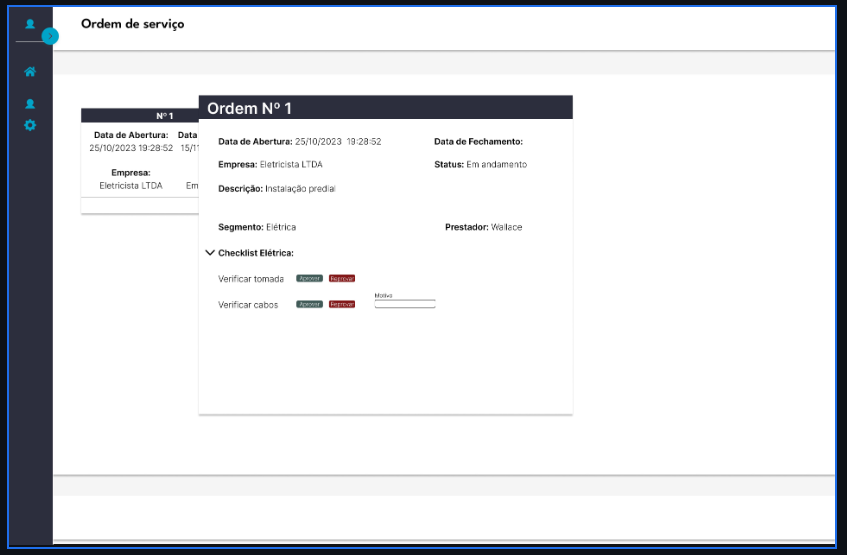 Ordem de serviço
Nº 1
Data de Abertura: Data
25/10/2023 19:28:52 15/11
Empresa:
Eletricista LTDA Em
Ordem Nº 1
Data de Abertura: 25/10/2023 19:28:52 Data de Fechamento:
Empresa: Eletricista LTDA Status: Em andamento
Descrição: Instalação predial
Segmento: Elétrica Prestador: Wallace
Checklist Elétrica:
Verificar tomada Aprovar Reprovar
Motivo
Verificar cabos Aprovar Reprovar